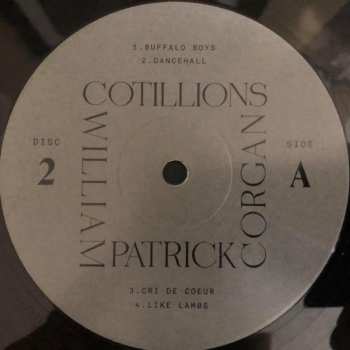 1.BUFFALO BOYS
2.DANCEHALL
COTILLIONS
WILLIAM
PATRICK
CORGAN
DISC
2
SIDE
A
3.CRI DE COEUR
4.LIKE LAMBS